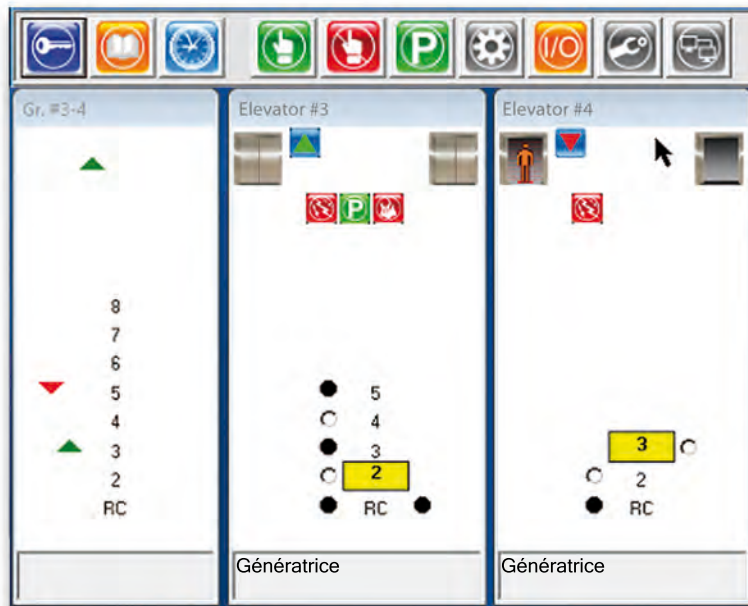 P
I/O
Gr. #3-4
8
7
6
5
4
3
2
RC
Elevator #3
P
5
4
3
2
RC
Génératrice
Elevator #4
3
2
RC
Génératrice